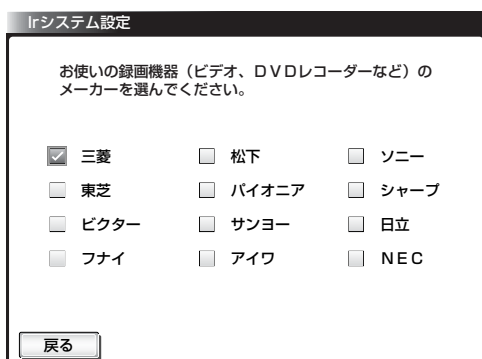 Irシステム設定
お使いの録画機器（ビデオ、ＤＶＤレコーダーなど）の
メーカーを選んでください。
三菱 松下 ソニー
東芝 パイオニア シャープ
ビクター サンヨー 日立
フナイ アイワ ＮＥＣ
戻る